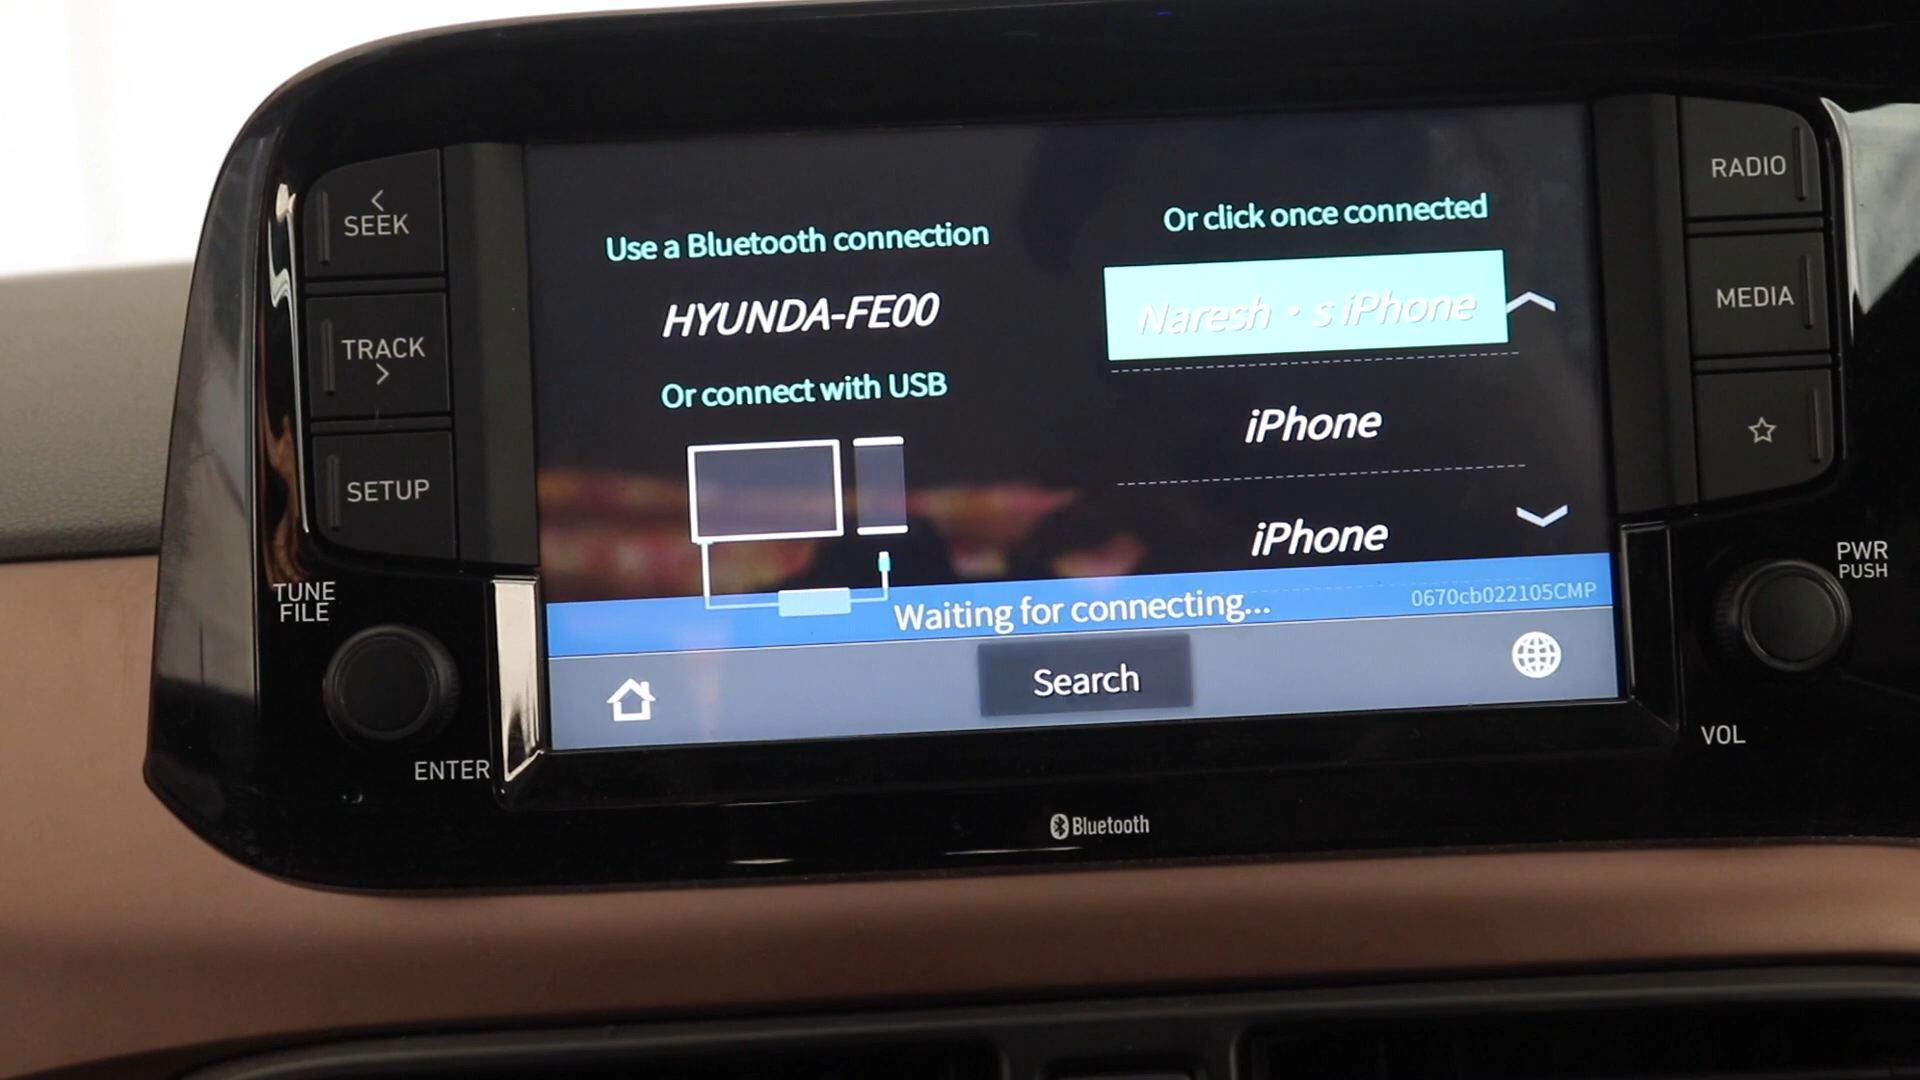 < SEEK
TRACK >
SETUP
TUNE
FILE
ENTER
Use a Bluetooth connection
HYUNDA-FE00
Or connect with USB
Or click once connected
Naresh・s iPhone
iPhone
iPhone
Waiting for connecting...
0670cb022105CMP
Search
Bluetooth
RADIO
MEDIA
PWR
PUSH
VOL